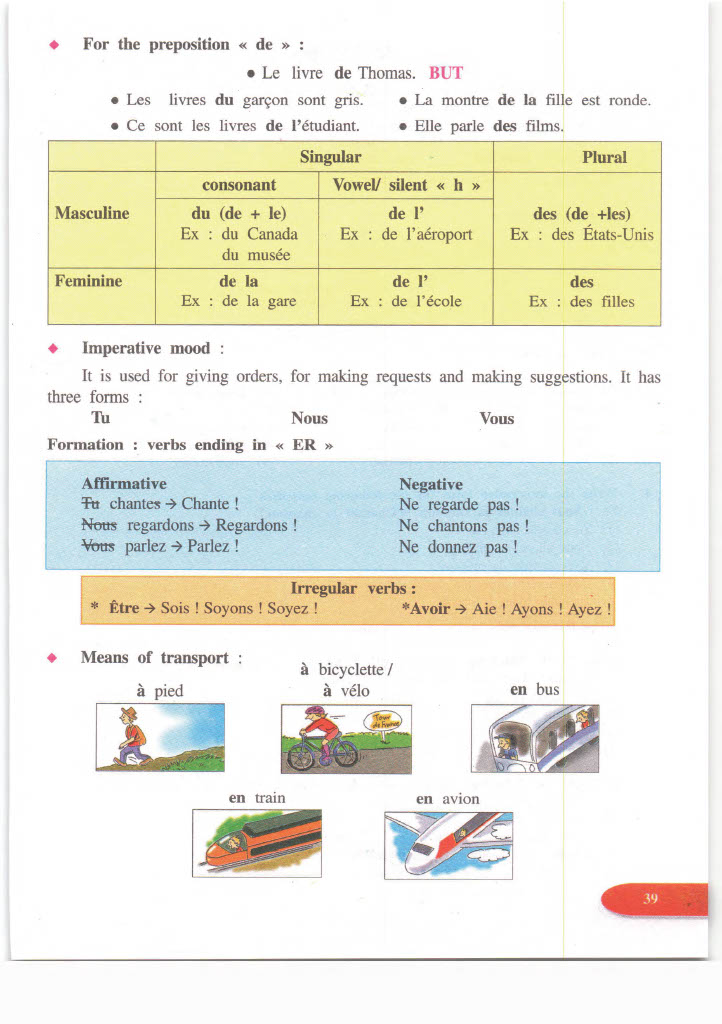 ◆ For the preposition « de » :
• Le livre de Thomas. BUT
• Les livres du garçon sont gris. • La montre de la fille est ronde.
• Ce sont les livres de l'étudiant. • Elle parle des films.
Singular Plural
consonant Vowel/ silent « h »
Masculine du (de + le) de l' des (de +les)
Ex : du Canada Ex : de l'aéroport Ex : des États-Unis
du musée
Feminine de la de l' des
Ex : de la gare Ex : de l'école Ex : des filles
◆ Imperative mood :
It is used for giving orders, for making requests and making suggestions. It has
three forms :
Tu Nous Vous
Formation : verbs ending in « ER »
Affirmative Negative
Tu chantes → Chante ! Ne regarde pas !
Nous regardons → Regardons ! Ne chantons pas !
Vous parlez → Parlez ! Ne donnez pas !
Irregular verbs :
* Être → Sois ! Soyons ! Soyez ! *Avoir → Aie ! Ayons ! Ayez !
◆ Means of transport :
à bicyclette /
à pied à vélo en bus
Tour
de France
en train en avion
39